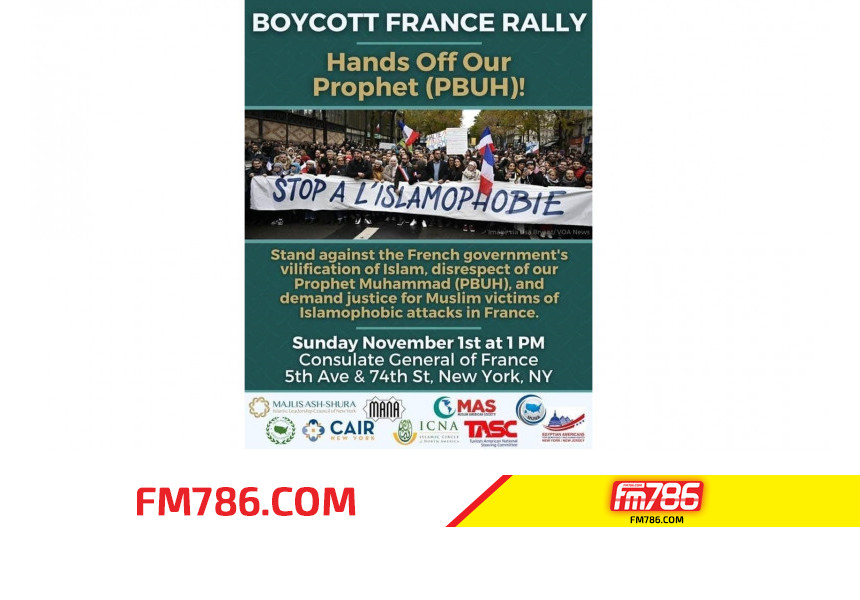 BOYCOTT FRANCE RALLY
Hands Off Our
Prophet (PBUH)!
STOP A L'ISLAMOPHOBIE
Bryant/VOA News
Stand against the French government's
vilification of Islam, disrespect of our
Prophet Muhammad (PBUH), and
demand justice for Muslim victims of
Islamophobic attacks in France.
Sunday November 1st at 1 PM
Consulate General of France
5th Ave & 74th St, New York, NY
MAJLIS ASH-SHURA
Islamic Leadership Council of New York
MANA
MAS
MUSLIM AMERICAN SOCIETY
CAIR
NEW YORK
ICNA
ISLAMIC CIRCLE
OF NORTH AMERICA
TASC
Turkish American National
Steering Committee
EGYPTIAN AMERICANS
NEW YORK / NEW JERSEY
FM786.COM
fm786
FM786.COM